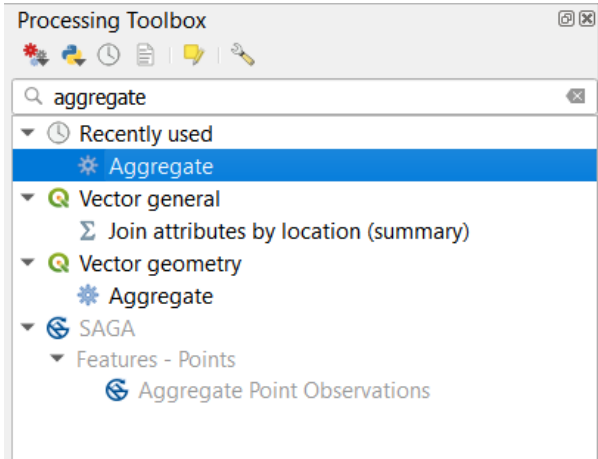 Processing Toolbox
aggregate
Recently used
Aggregate
Vector general
Join attributes by location (summary)
Vector geometry
Aggregate
SAGA
Features - Points
Aggregate Point Observations